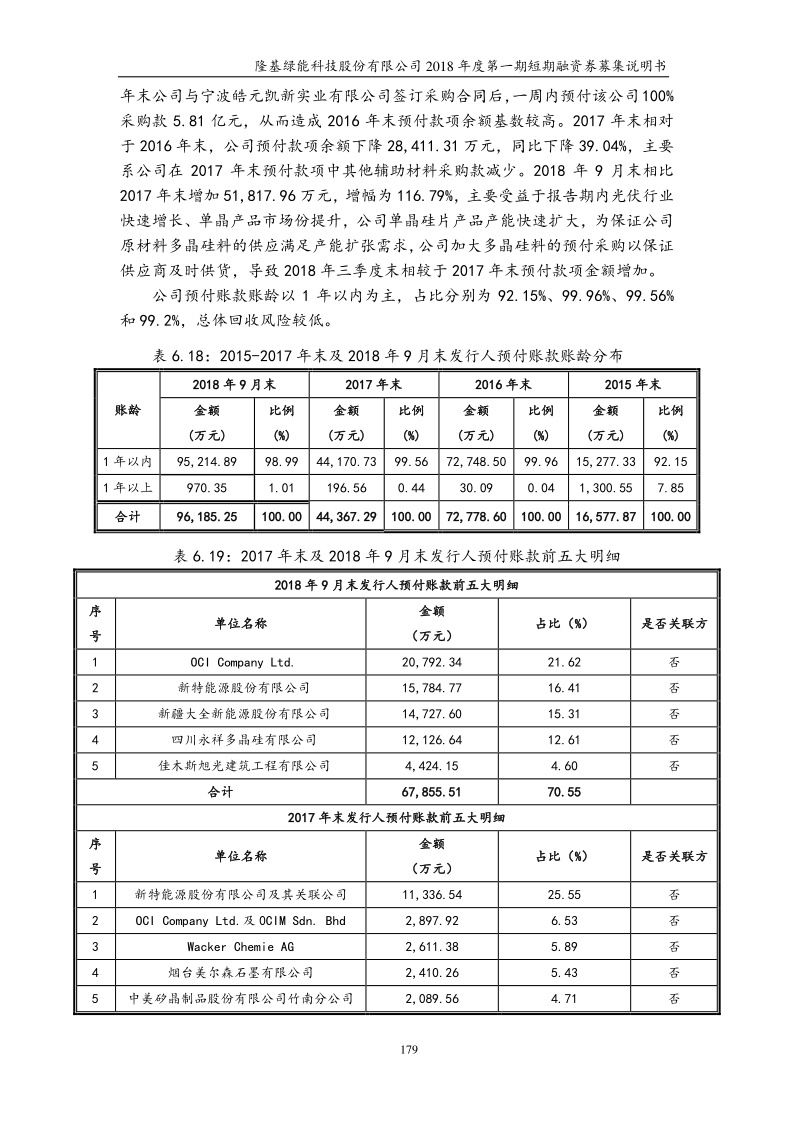 隆基绿能科技股份有限公司 2018 年度第一期短期融资券募集说明书
年末公司与宁波皓元凯新实业有限公司签订采购合同后，一周内预付该公司100%
采购款 5.81 亿元，从而造成 2016 年末预付款项余额基数较高。2017 年末相对
于 2016 年末，公司预付款项余额下降 28,411.31 万元，同比下降 39.04%，主要
系公司在 2017 年末预付款项中其他辅助材料采购款减少。2018 年 9 月末相比
2017 年末增加 51,817.96 万元，增幅为 116.79%，主要受益于报告期内光伏行业
快速增长、单晶产品市场份提升，公司单晶硅片产品产能快速扩大，为保证公司
原材料多晶硅料的供应满足产能扩张需求，公司加大多晶硅料的预付采购以保证
供应商及时供货，导致 2018 年三季度末相较于 2017 年末预付款项金额增加。
公司预付账款账龄以 1 年以内为主，占比分别为 92.15%、99.96%、99.56%
和 99.2%，总体回收风险较低。
表 6.18：2015-2017 年末及 2018 年 9 月末发行人预付账款账龄分布
账龄 2018 年 9 月末 2017 年末 2016 年末 2015 年末
金额 比例 金额 比例 金额 比例 金额 比例
(万元) (%) (万元) (%) (万元) (%) (万元) (%)
1 年以内 95,214.89 98.99 44,170.73 99.56 72,748.50 99.96 15,277.33 92.15
1 年以上 970.35 1.01 196.56 0.44 30.09 0.04 1,300.55 7.85
合计 96,185.25 100.00 44,367.29 100.00 72,778.60 100.00 16,577.87 100.00
表 6.19：2017 年末及 2018 年 9 月末发行人预付账款前五大明细
2018 年 9 月末发行人预付账款前五大明细
序 金额
单位名称 占比（%） 是否关联方
号 （万元）
1 OCI Company Ltd. 20,792.34 21.62 否
2 新特能源股份有限公司 15,784.77 16.41 否
3 新疆大全新能源股份有限公司 14,727.60 15.31 否
4 四川永祥多晶硅有限公司 12,126.64 12.61 否
5 佳木斯旭光建筑工程有限公司 4,424.15 4.60 否
合计 67,855.51 70.55
2017 年末发行人预付账款前五大明细
序 金额
单位名称 占比（%） 是否关联方
号 （万元）
1 新特能源股份有限公司及其关联公司 11,336.54 25.55 否
2 OCI Company Ltd.及 OCIM Sdn. Bhd 2,897.92 6.53 否
3 Wacker Chemie AG 2,611.38 5.89 否
4 烟台美尔森石墨有限公司 2,410.26 5.43 否
5 中美矽晶制品股份有限公司竹南分公司 2,089.56 4.71 否
179